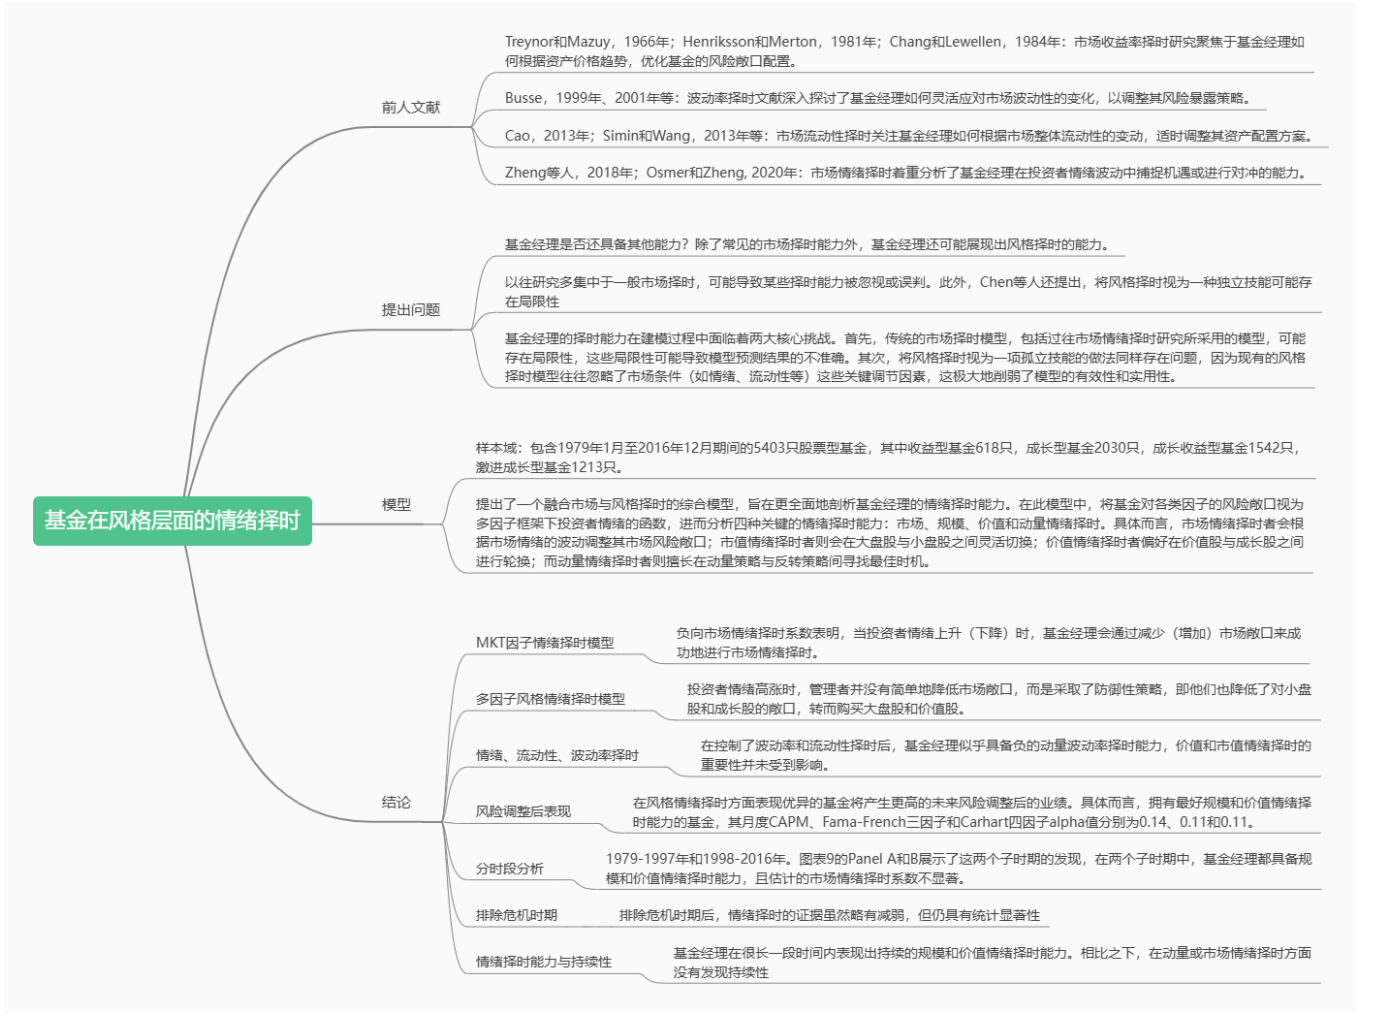 基金在风格层面的情绪择时
前人文献
Treynor和Mazuy，1966年；Henriksson和Merton，1981年；Chang和Lewellen，1984年：市场收益率择时研究聚焦于基金经理如
何根据资产价格趋势，优化基金的风险敞口配置。
Busse，1999年、2001年等：波动率择时文献深入探讨了基金经理如何灵活应对市场波动性的变化，以调整其风险暴露策略。
Cao，2013年；Simin和Wang，2013年等：市场流动性择时关注基金经理如何根据市场整体流动性的变动，适时调整其资产配置方案。
Zheng等人，2018年；Osmer和Zheng, 2020年：市场情绪择时着重分析了基金经理在投资者情绪波动中捕捉机遇或进行对冲的能力。
提出问题
基金经理是否还具备其他能力？除了常见的市场择时能力外，基金经理还可能展现出风格择时的能力。
以往研究多集中于一般市场择时，可能导致某些择时能力被忽视或误判。此外，Chen等人还提出，将风格择时视为一种独立技能可能存
在局限性
基金经理的择时能力在建模过程中面临着两大核心挑战。首先，传统的市场择时模型，包括过往市场情绪择时研究所采用的模型，可能
存在局限性，这些局限性可能导致模型预测结果的不准确。其次，将风格择时视为一项孤立技能的做法同样存在问题，因为现有的风格
择时模型往往忽略了市场条件（如情绪、流动性等）这些关键调节因素，这极大地削弱了模型的有效性和实用性。
模型
样本域：包含1979年1月至2016年12月期间的5403只股票型基金，其中收益型基金618只，成长型基金2030只，成长收益型基金1542只，
激进成长型基金1213只。
提出了一个融合市场与风格择时的综合模型，旨在更全面地剖析基金经理的情绪择时能力。在此模型中，将基金对各类因子的风险敞口视为
多因子框架下投资者情绪的函数，进而分析四种关键的情绪择时能力：市场、规模、价值和动量情绪择时。具体而言，市场情绪择时者会根
据市场情绪的波动调整其市场风险敞口；市值情绪择时者则会在大盘股与小盘股之间灵活切换；价值情绪择时者偏好在价值股与成长股之间
进行轮换；而动量情绪择时者则擅长在动量策略与反转策略间寻找最佳时机。
结论
MKT因子情绪择时模型
负向市场情绪择时系数表明，当投资者情绪上升（下降）时，基金经理会通过减少（增加）市场敞口来成
功地进行市场情绪择时。
多因子风格情绪择时模型
投资者情绪高涨时，管理者并没有简单地降低市场敞口，而是采取了防御性策略，即他们也降低了对小盘
股和成长股的敞口，转而购买大盘股和价值股。
情绪、流动性、波动率择时
在控制了波动率和流动性择时后，基金经理似乎具备负的动量波动率择时能力，价值和市值情绪择时的
重要性并未受到影响。
风险调整后表现
在风格情绪择时方面表现优异的基金将产生更高的未来风险调整后的业绩。具体而言，拥有最好规模和价值情绪择
时能力的基金，其月度CAPM、Fama-French三因子和Carhart四因子alpha值分别为0.14、0.11和0.11。
分时段分析
1979-1997年和1998-2016年。图表9的Panel A和B展示了这两个子时期的发现，在两个子时期中，基金经理都具备规
模和价值情绪择时能力，且估计的市场情绪择时系数不显著。
排除危机时期
排除危机时期后，情绪择时的证据虽然略有减弱，但仍具有统计显著性
情绪择时能力与持续性
基金经理在很长一段时间内表现出持续的规模和价值情绪择时能力。相比之下，在动量或市场情绪择时方面
没有发现持续性